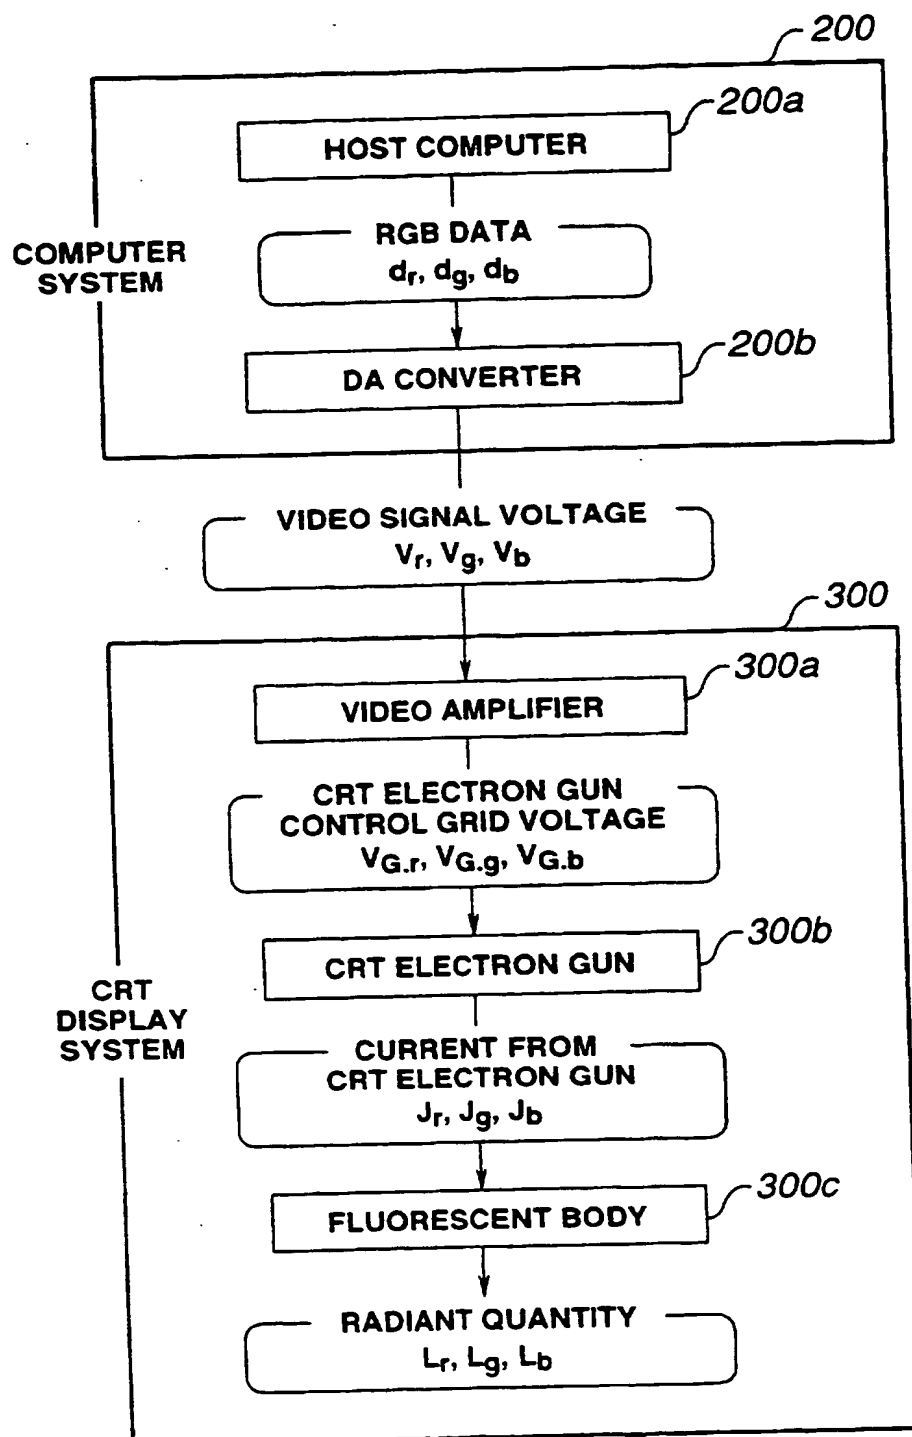 200
200a
HOST COMPUTER
RGB DATA
dr, dg, db
COMPUTER
SYSTEM
200b
DA CONVERTER
VIDEO SIGNAL VOLTAGE
Vr, Vg, Vb
300
300a
VIDEO AMPLIFIER
CRT ELECTRON GUN
CONTROL GRID VOLTAGE
VG.r, VG.g, VG.b
300b
CRT ELECTRON GUN
CRT
DISPLAY
SYSTEM
CURRENT FROM
CRT ELECTRON GUN
Jr, Jg, Jb
300c
FLUORESCENT BODY
RADIANT QUANTITY
Lr, Lg, Lb